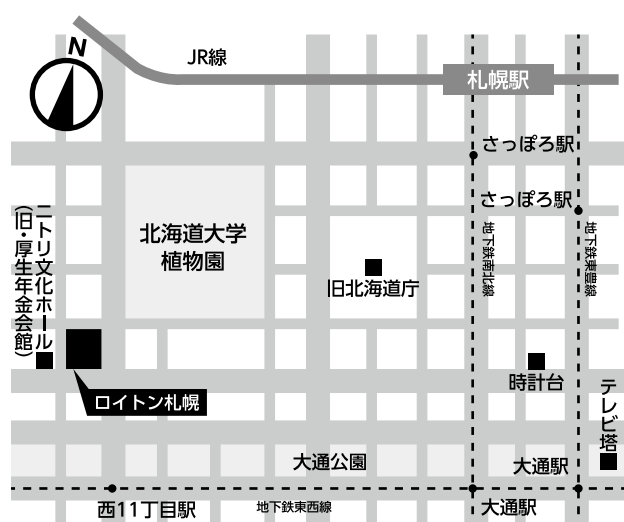 N
JR線
札幌駅
さっぽろ駅
さっぽろ駅
地下鉄南北線
地下鉄東豊線
北海道大学
植物園
旧北海道庁
ニトリ文化ホール
(旧・厚生年金会館)
ロイトン札幌
時計台
テレビ塔
大通公園
大通駅
西11丁目駅
地下鉄東西線
大通駅